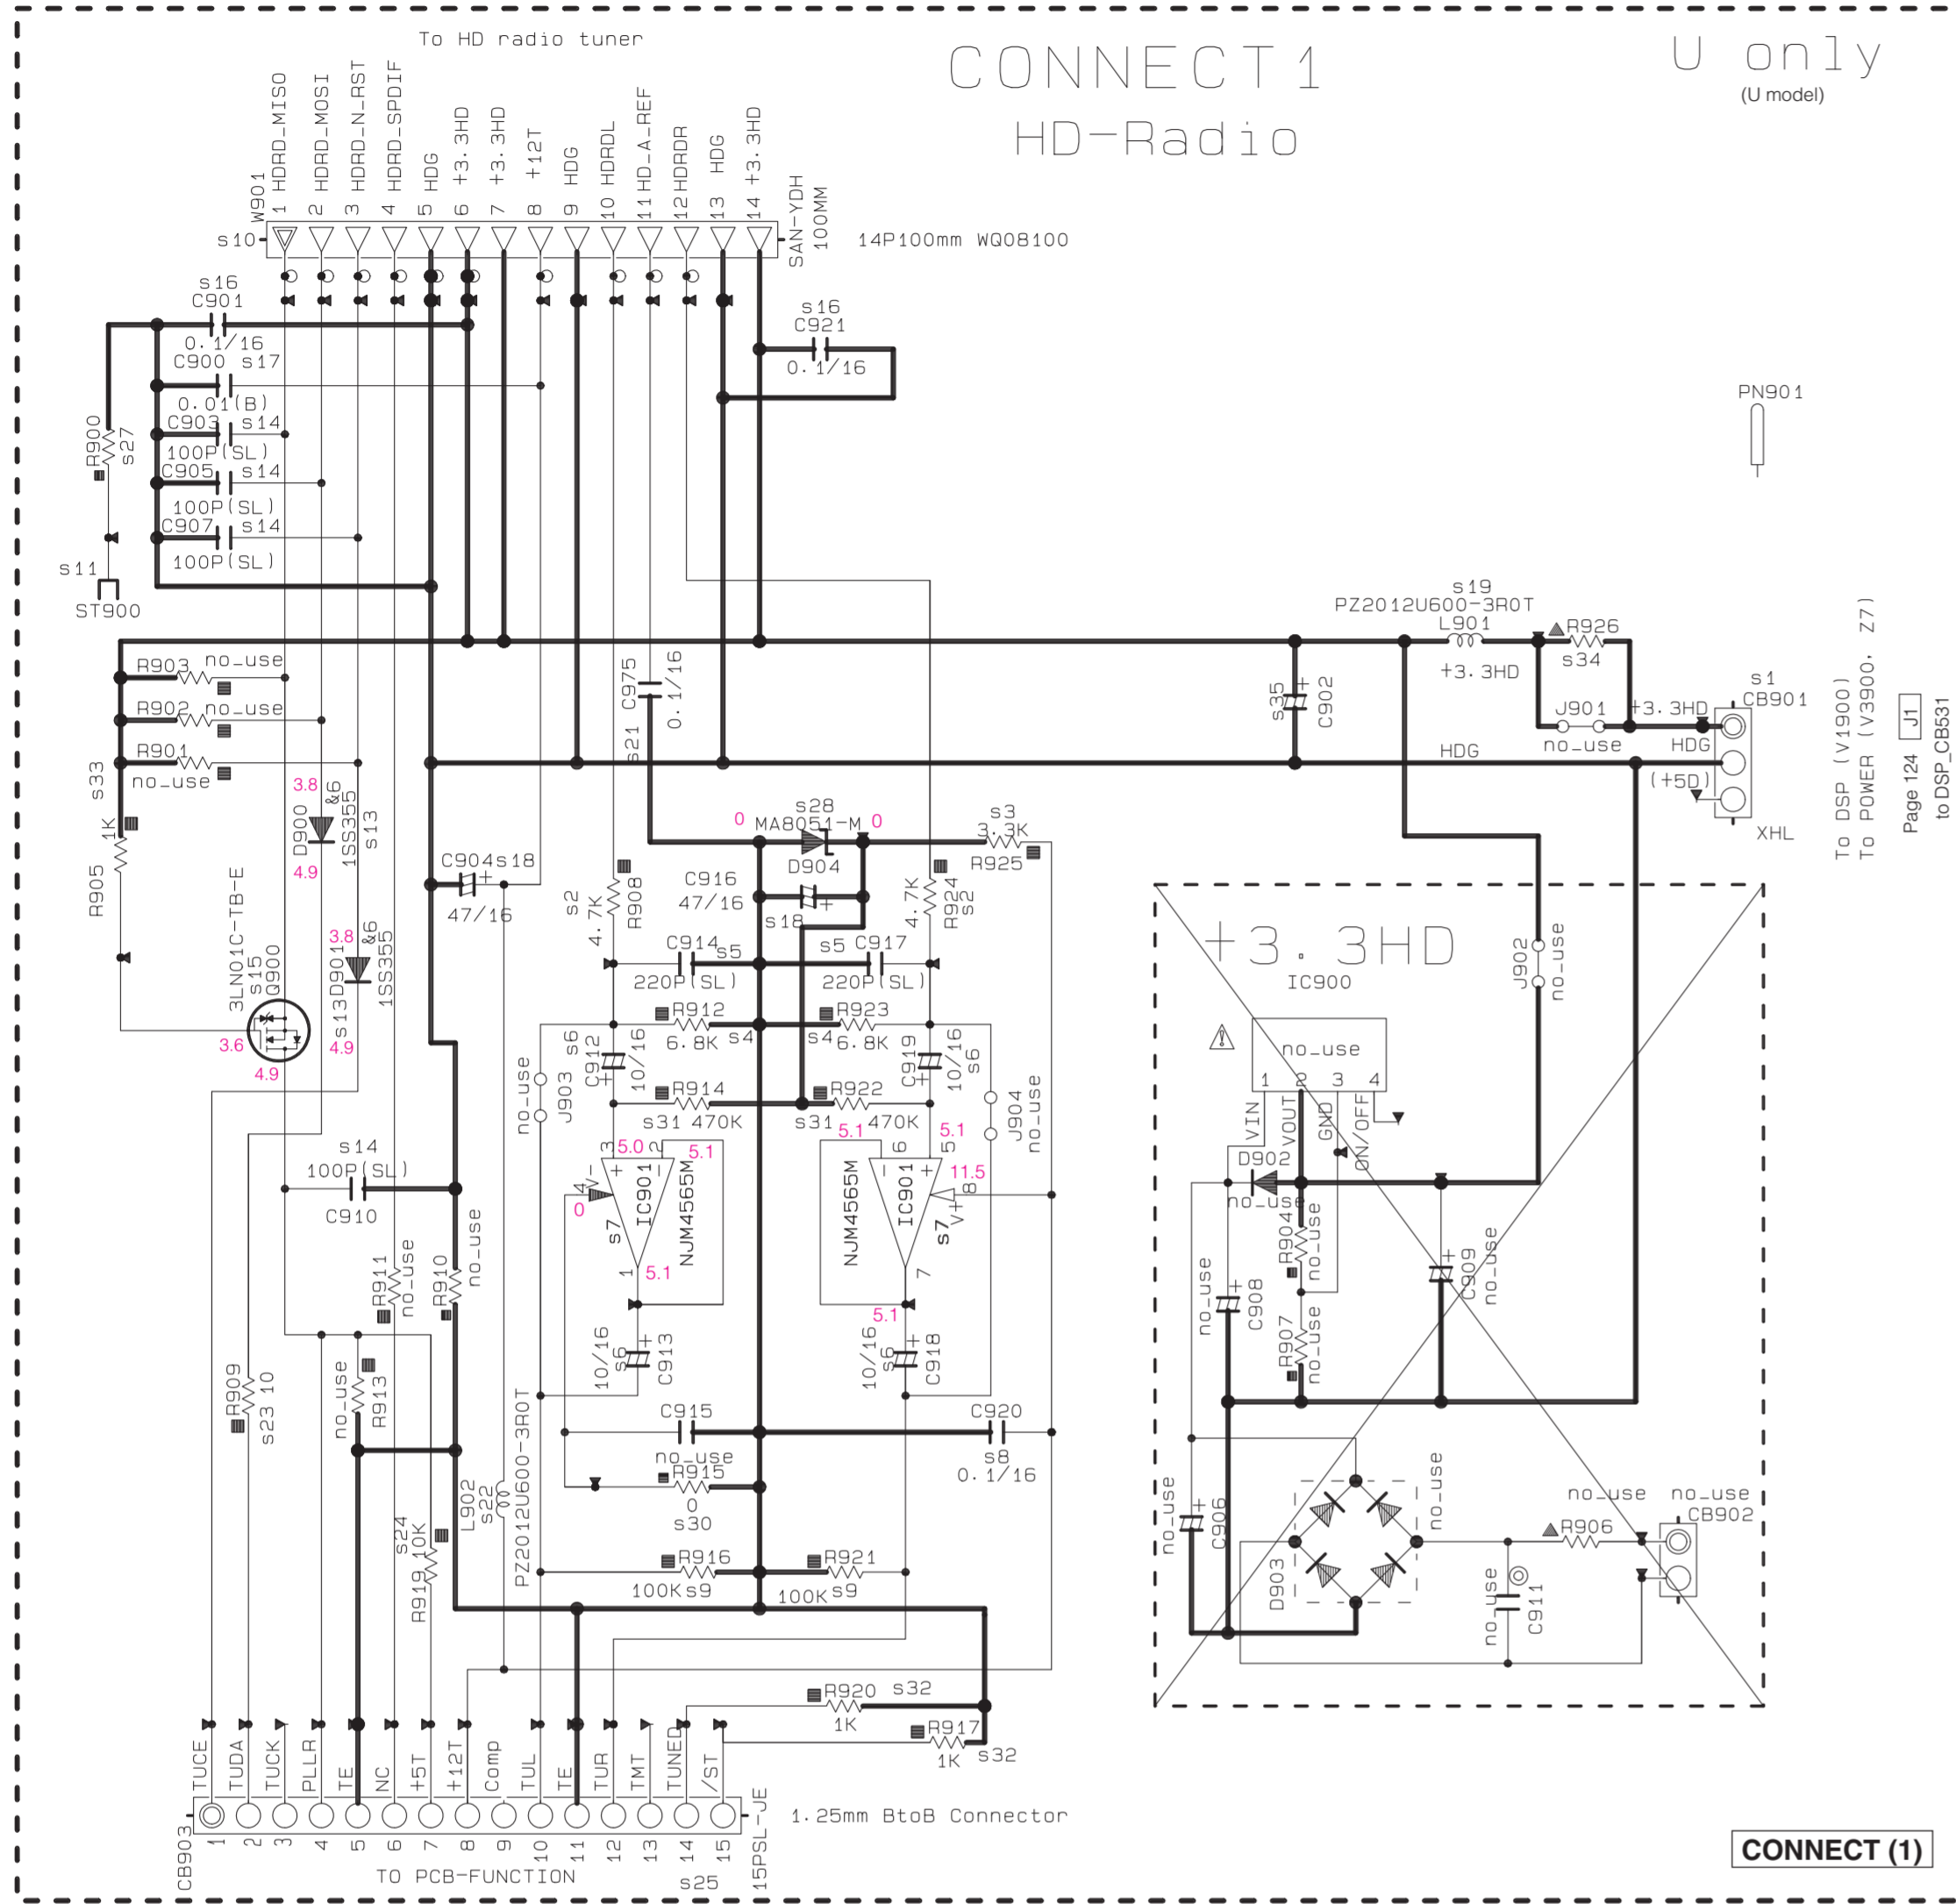 To HD radio tuner
CONNECT1
HD-Radio
U only
(U model)
W901
1 HDRD_MISO
2 HDRD_MOSI
3 HDRD_N_RST
4 HDRD_SPDIF
5 HDG
6 +3.3HD
7 +3.3HD
8 +12T
9 HDG
10 HDRDL
11 HD_A_REF
12 HDRDR
13 HDG
14 +3.3HD
s10
SAN-YDH
100MM
14P100mm WQ08100
s16
C901
0.1/16
C900 s17
0.01(B)
C903 s14
100P(SL)
C905 s14
100P(SL)
C907 s14
100P(SL)
R900
s27
s11
ST900
s16
C921
0.1/16
PN901
R903 no_use
R902 no_use
R901
no_use
s33
1K
R905
C975
0.1/16
s21
s35
C902
s19
PZ2012U600-3R0T
L901
+3.3HD
R926
s34
J901
no_use
+3.3HD
HDG
HDG
(+5D)
s1
CB901
XHL
To DSP (V1900)
To POWER (V3900, Z7)
Page 124 J1
to DSP_CB531
3.8
D900
&6
1SS355
s13
4.9
3.8
&6
s13D901
1SS355
4.9
3LN01C-TB-E
s15
Q900
3.6
4.9
C904 s18
47/16
0
s28
MA8051-M
0
D904
s3
3.3K
R925
C916
47/16
s18
s2
4.7K
R908
4.7K
R924
s2
C914
s5
220P(SL)
s5
C917
220P(SL)
R912
6.8K
s4
s4
R923
6.8K
s6
C912
10/16
C919
10/16
s6
no_use
J903
J904
no_use
R914
s31 470K
R922
s31 470K
3
5.0
2
5.1
4
V-
0
IC901
NJM4565M
s7
1
5.1
5.1
6
5.1
5
11.5
8
V+
IC901
NJM4565M
s7
7
5.1
s14
100P(SL)
C910
R911
no_use
R910
no_use
R909
s23 10
no_use
R913
10/16
s6
C913
10/16
s6
C918
C915
no_use
C920
s8
0.1/16
R915
0
s30
R916
100K s9
R921
100K s9
L902
s22
PZ2012U600-3R0T
s24
R919 10K
R920 s32
1K
R917
1K
s32
+3.3HD
IC900
no_use
1
2
3
4
VIN
VOUT
GND
ON/OFF
J902
no_use
D902
no_use
R904
no_use
R907
no_use
no_use
C908
C909
no_use
no_use
C906
D903
no_use
no_use
R906
no_use
CB902
no_use
C911
TUCE
TUDA
TUCK
PLLR
TE
NC
+5T
+12T
Comp
TUL
TE
TUR
TMT
TUNED
/ST
CB903
1
2
3
4
5
6
7
8
9
10
11
12
13
14
15
15PSL-JE
1.25mm BtoB Connector
TO PCB-FUNCTION
s25
CONNECT (1)